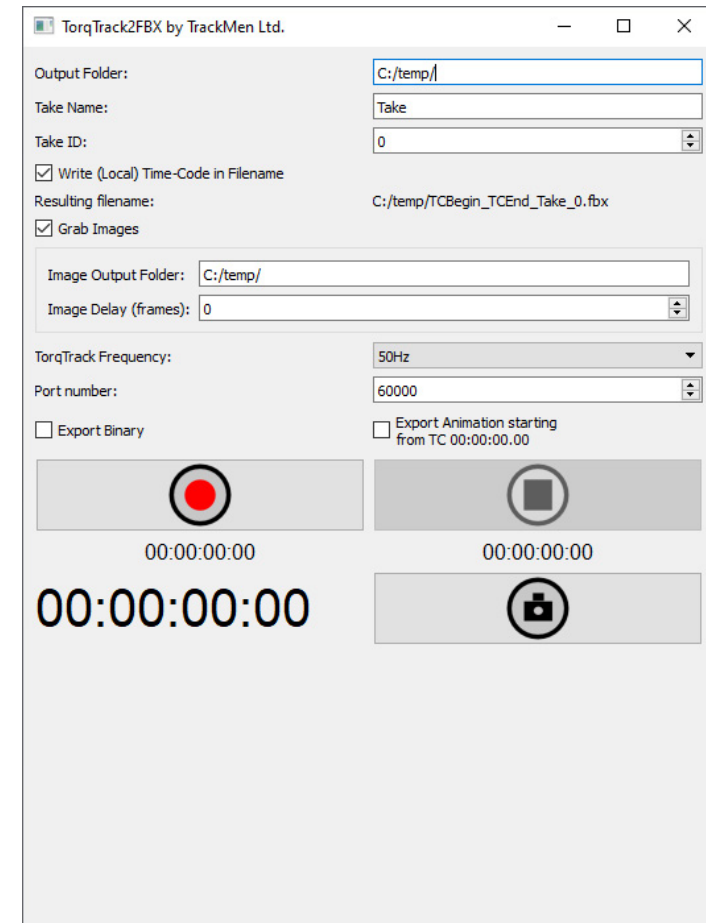 TorqTrack2FBX by TrackMen Ltd.
Output Folder: C:/temp/
Take Name: Take
Take ID: 0
Write (Local) Time-Code in Filename
Resulting filename: C:/temp/TCBegin_TCEnd_Take_0.fbx
Grab Images
Image Output Folder: C:/temp/
Image Delay (frames): 0
TorqTrack Frequency: 50Hz
Port number: 60000
Export Binary
Export Animation starting
from TC 00:00:00.00
00:00:00:00 00:00:00:00
00:00:00:00